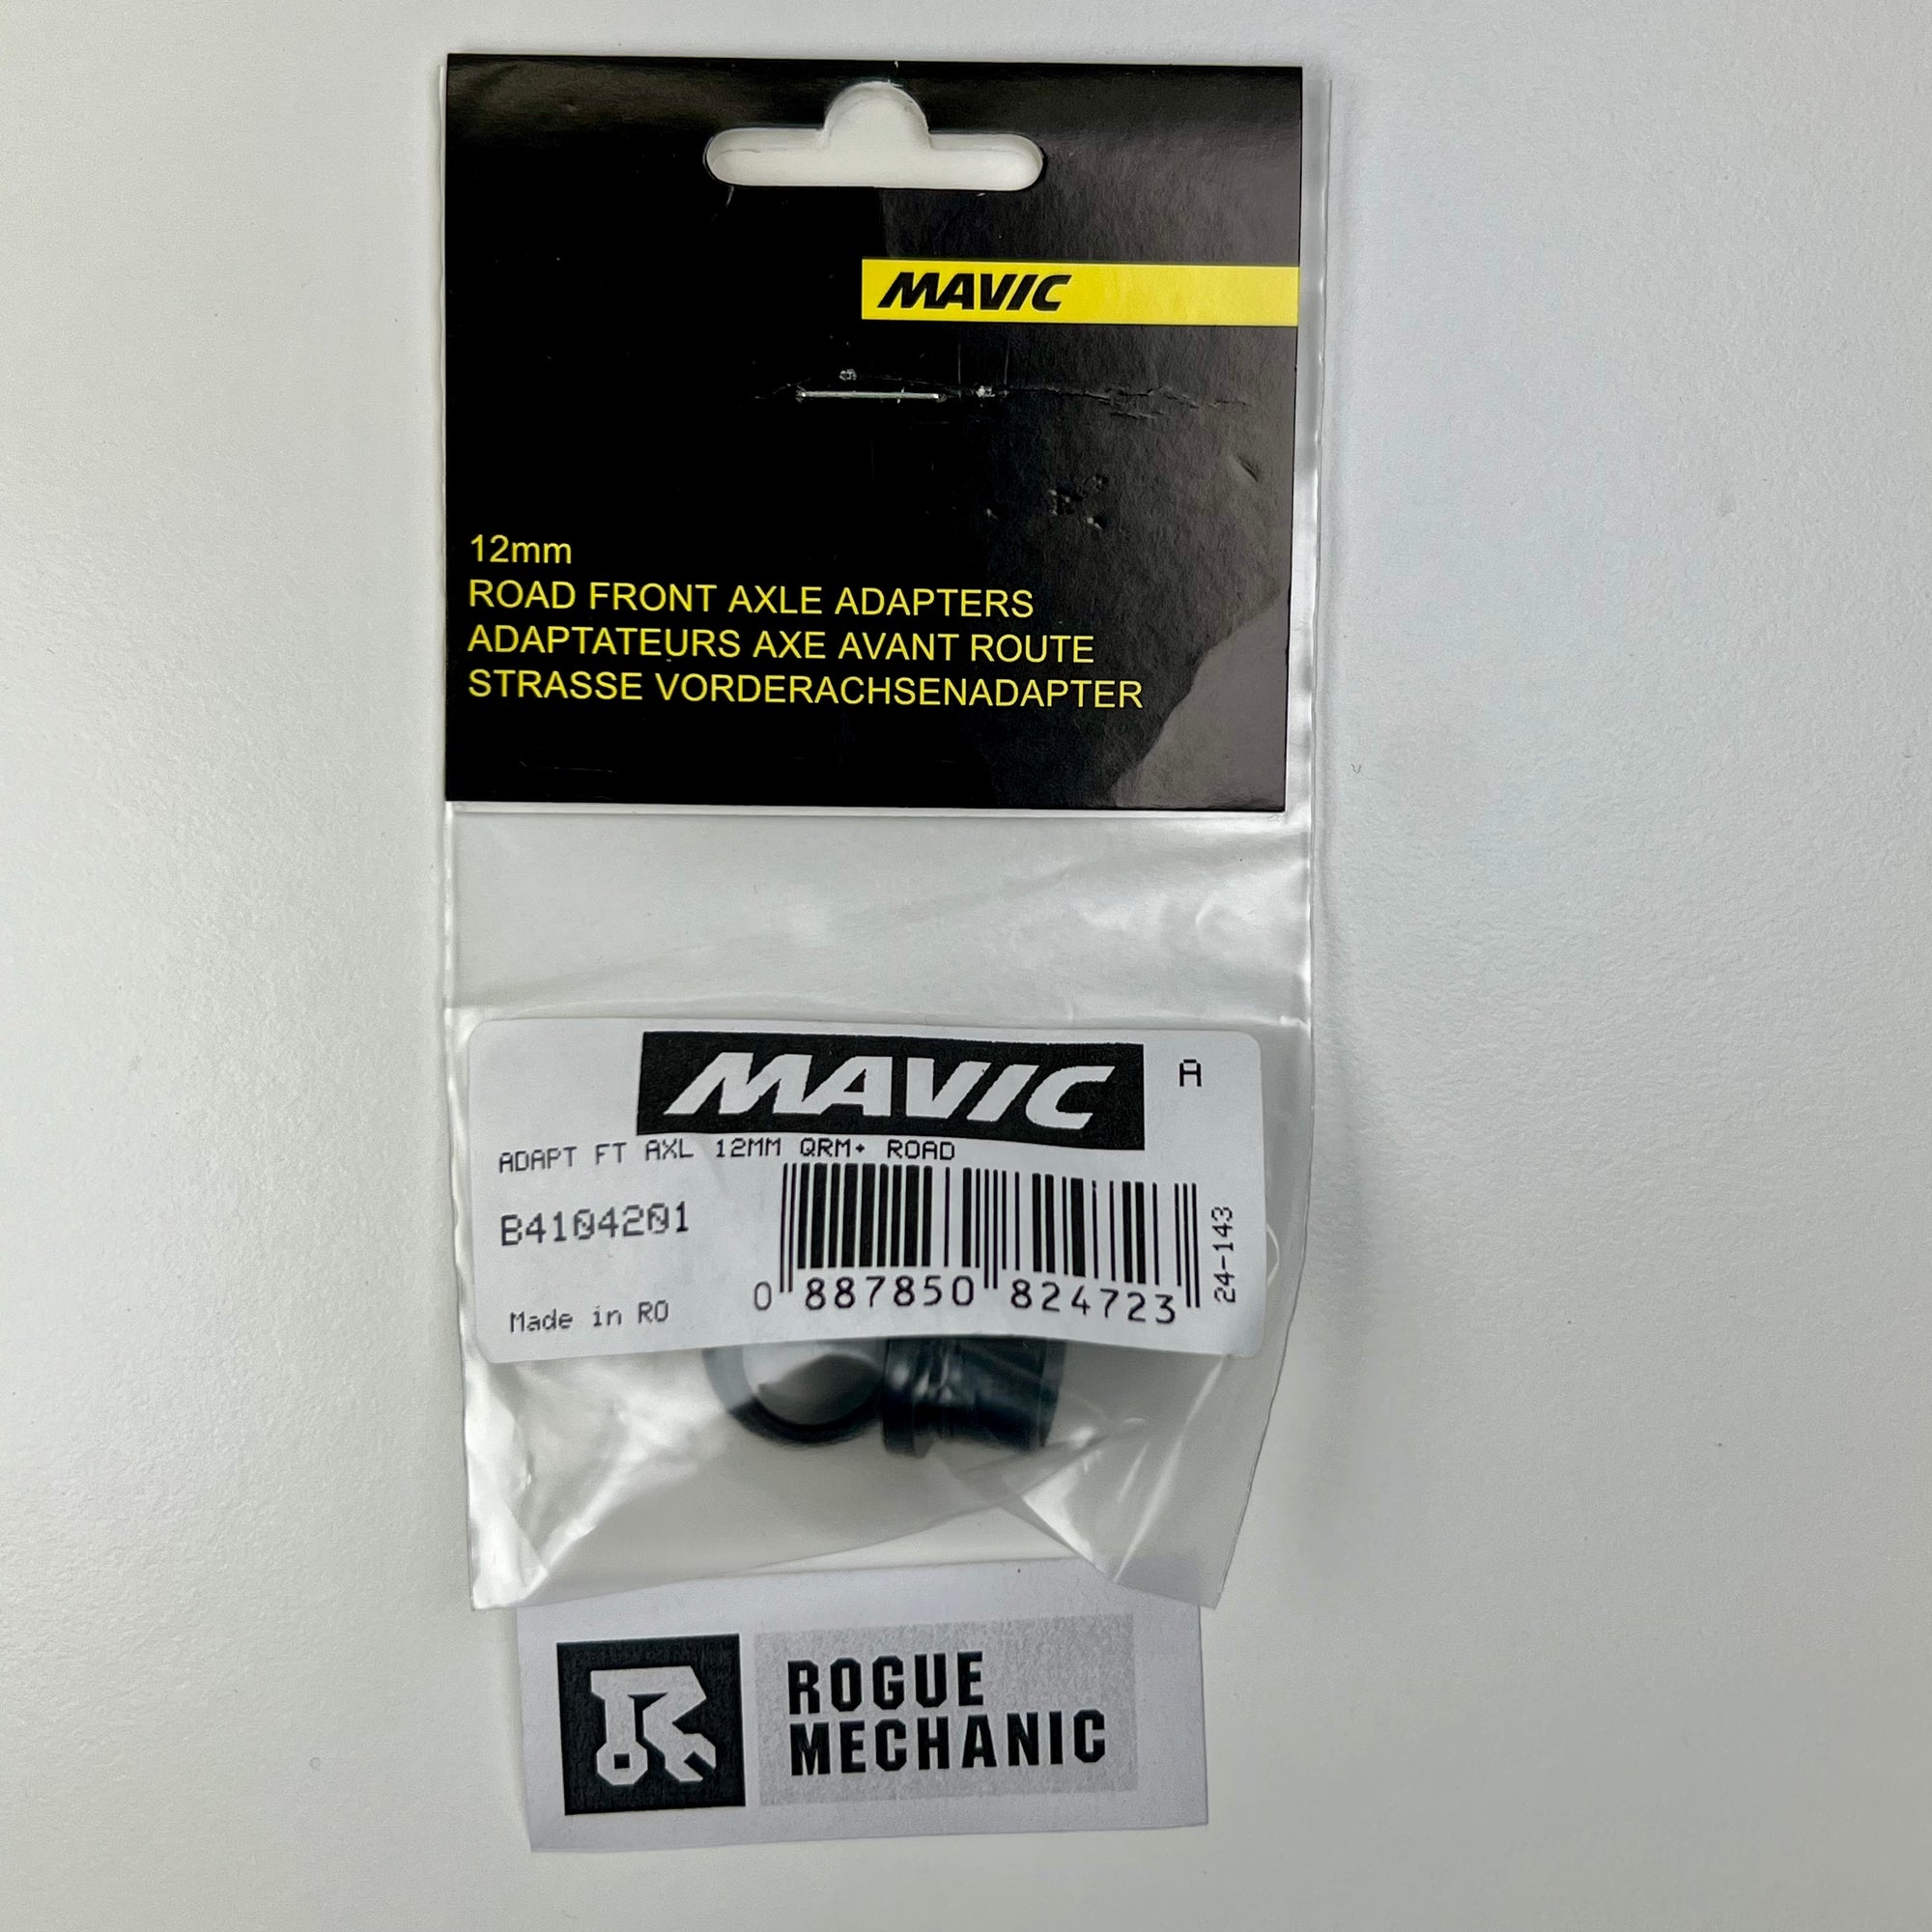 MAVIC
12mm
ROAD FRONT AXLE ADAPTERS
ADAPTATEURS AXE AVANT ROUTE
STRASSE VORDERACHSENADAPTER
MAVIC
A
ADAPT FT AXL 12MM QRM+ ROAD
B4104201
24-143
0 887850 824723
Made in RO
ROGUE
MECHANIC